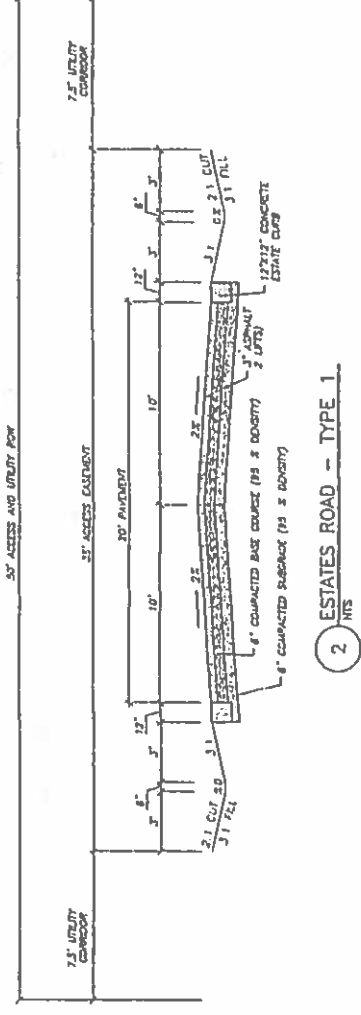 50' ACCESS AND UTILITY ROW
7.5' UTILITY
CORRIDOR
35' ACCESS EASEMENT
7.5' UTILITY
CORRIDOR
20' PAVEMENT
3'
6"
3'
12"
10'
10'
12"
3'
6"
3'
2:1 CUT
3:1 FILL
3:1
2%
2%
3:1
2:1 CUT
3:1 FILL
6" COMPACTED BASE COURSE (95 % DENSITY)
6" COMPACTED SUBGRADE (95 % DENSITY)
3" ASPHALT
2 LIFTS)
12"X12" CONCRETE
ESTATE CURB
2
ESTATES ROAD - TYPE 1
NTS